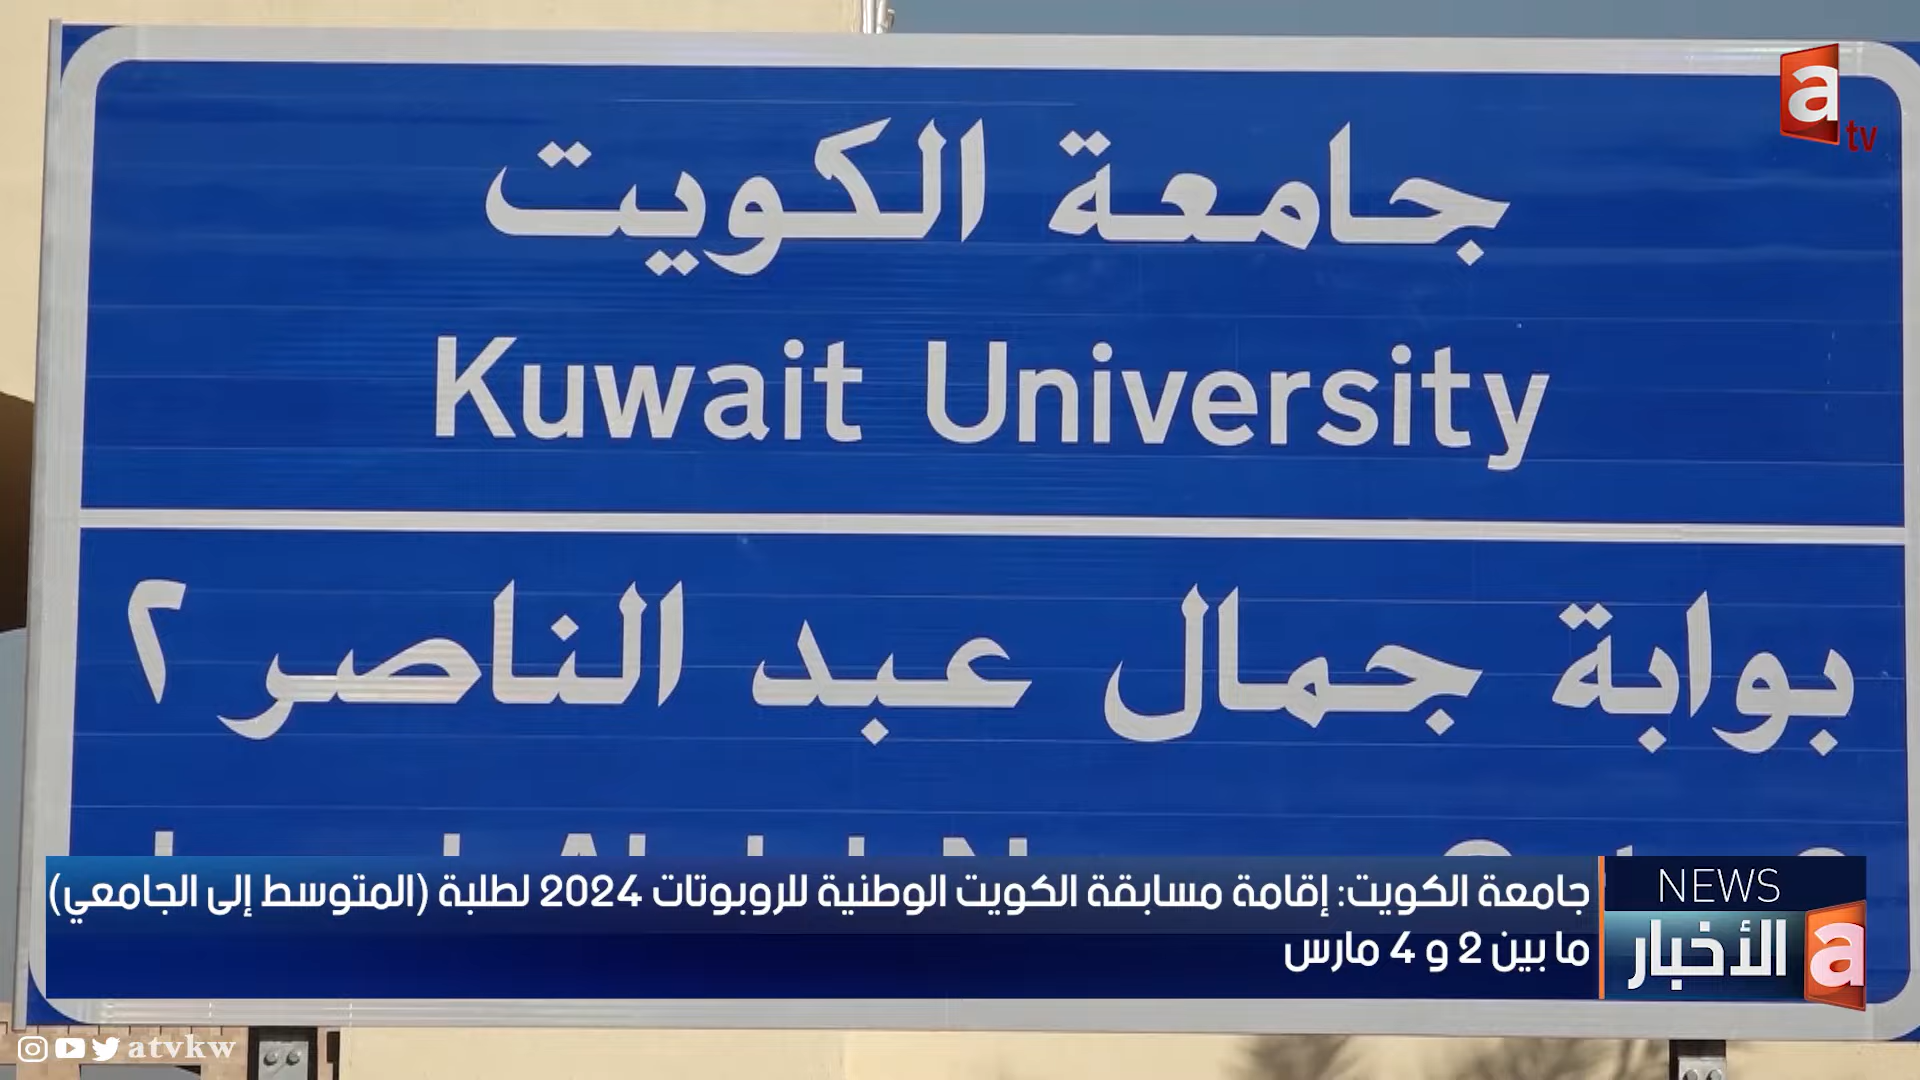 a tv
جامعة الكويت
Kuwait University
بوابة جمال عبد الناصر ٢
NEWS
الأخبار a
جامعة الكويت: إقامة مسابقة الكويت الوطنية للروبوتات 2024 لطلبة (المتوسط إلى الجامعي)
ما بين 2 و 4 مارس
atvkw